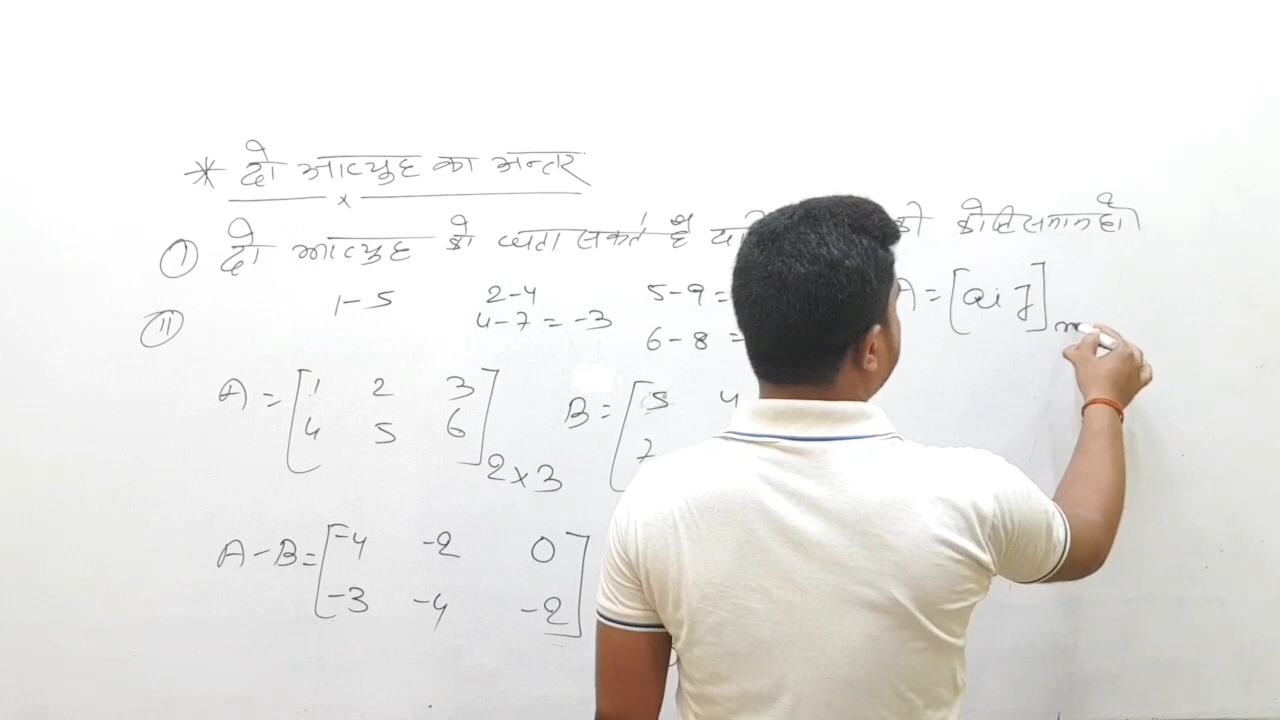 * दो आव्यूह का अन्तर
×
① दो आव्यूह को घटा सकते है यदि की कोटि समान हो।
⑪ 1-5 2-4 5-9=
4-7=-3 6-8=
A=[aij]m
A=[1 2 3
4 5 6]2×3
B=[5 4
7
A-B=[-4 -2 0
-3 -4 -2]